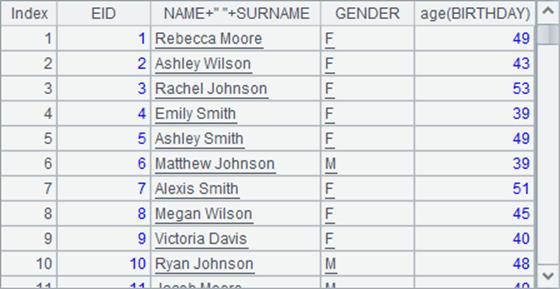 Index EID NAME+" "+SURNAME GENDER age(BIRTHDAY)
1 1 Rebecca Moore F 49
2 2 Ashley Wilson F 43
3 3 Rachel Johnson F 53
4 4 Emily Smith F 39
5 5 Ashley Smith F 49
6 6 Matthew Johnson M 39
7 7 Alexis Smith F 51
8 8 Megan Wilson F 45
9 9 Victoria Davis F 40
10 10 Ryan Johnson M 48